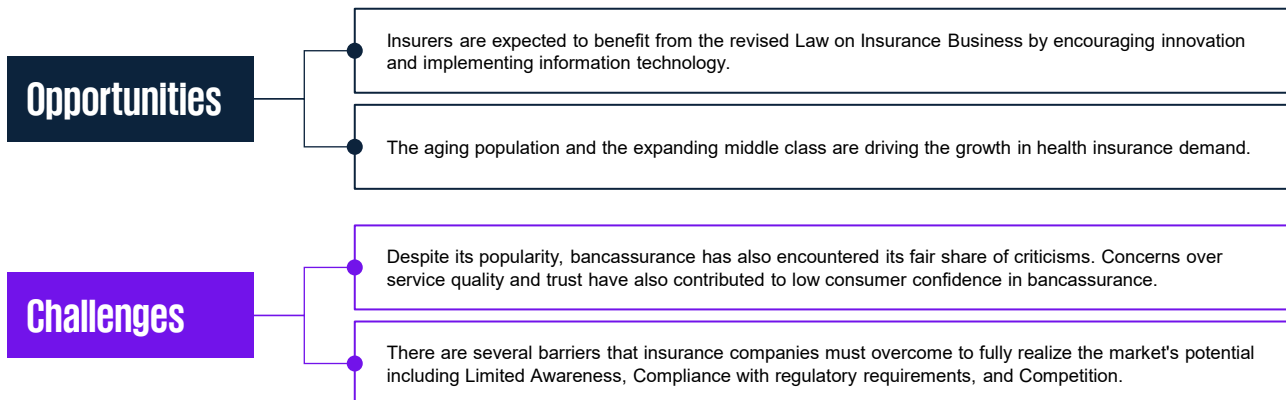 Opportunities
Insurers are expected to benefit from the revised Law on Insurance Business by encouraging innovation
and implementing information technology.
The aging population and the expanding middle class are driving the growth in health insurance demand.
Challenges
Despite its popularity, bancassurance has also encountered its fair share of criticisms. Concerns over
service quality and trust have also contributed to low consumer confidence in bancassurance.
There are several barriers that insurance companies must overcome to fully realize the market's potential
including Limited Awareness, Compliance with regulatory requirements, and Competition.